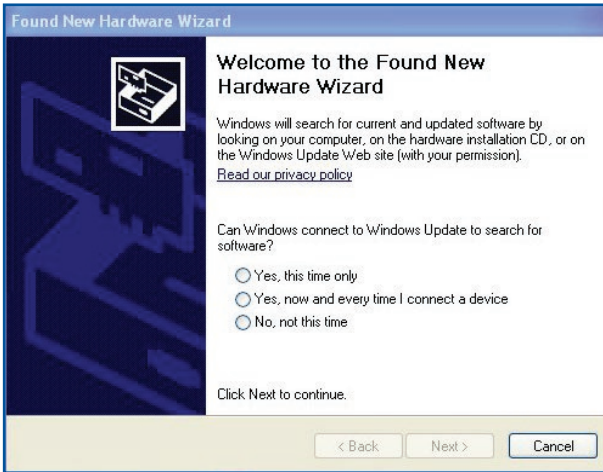 Found New Hardware Wizard
Welcome to the Found New
Hardware Wizard
Windows will search for current and updated software by
looking on your computer, on the hardware installation CD, or on
the Windows Update Web site (with your permission).
Read our privacy policy
Can Windows connect to Windows Update to search for
software?
Yes, this time only
Yes, now and every time I connect a device
No, not this time
Click Next to continue.
< Back
Next >
Cancel